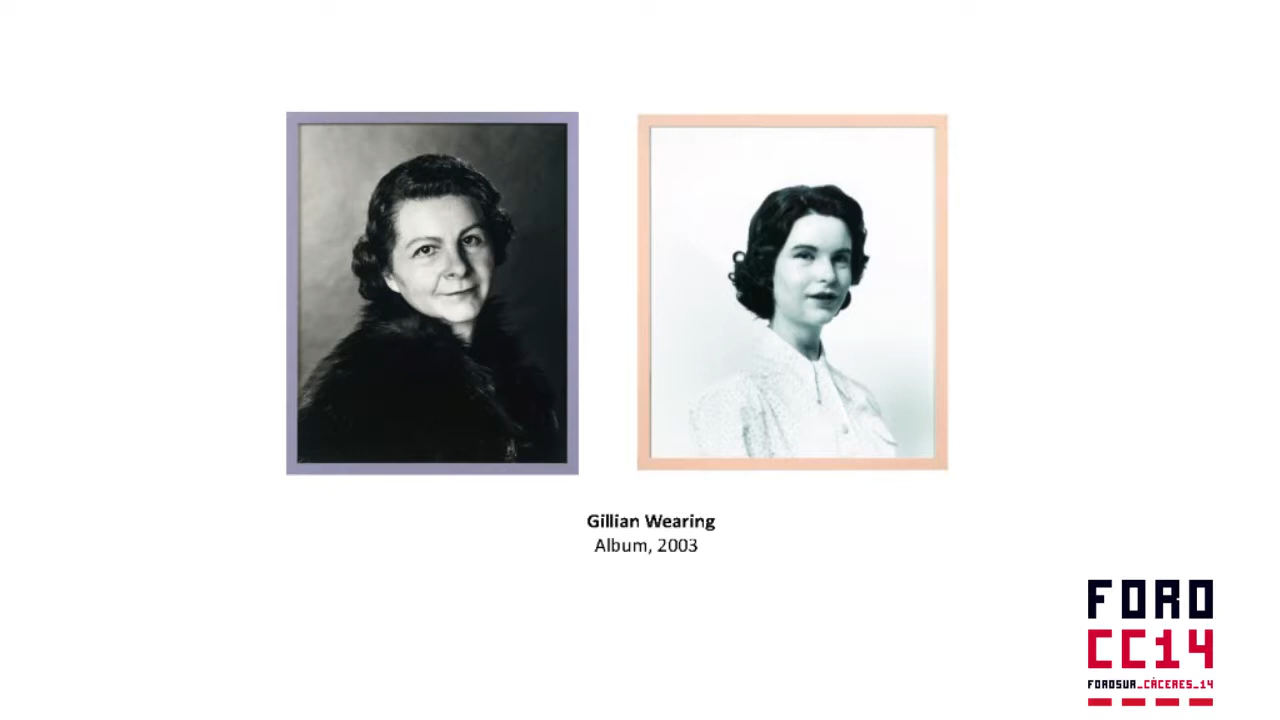 Gillian Wearing
Album, 2003
FORO
CC14
FOROSUR_CÁCERES_14